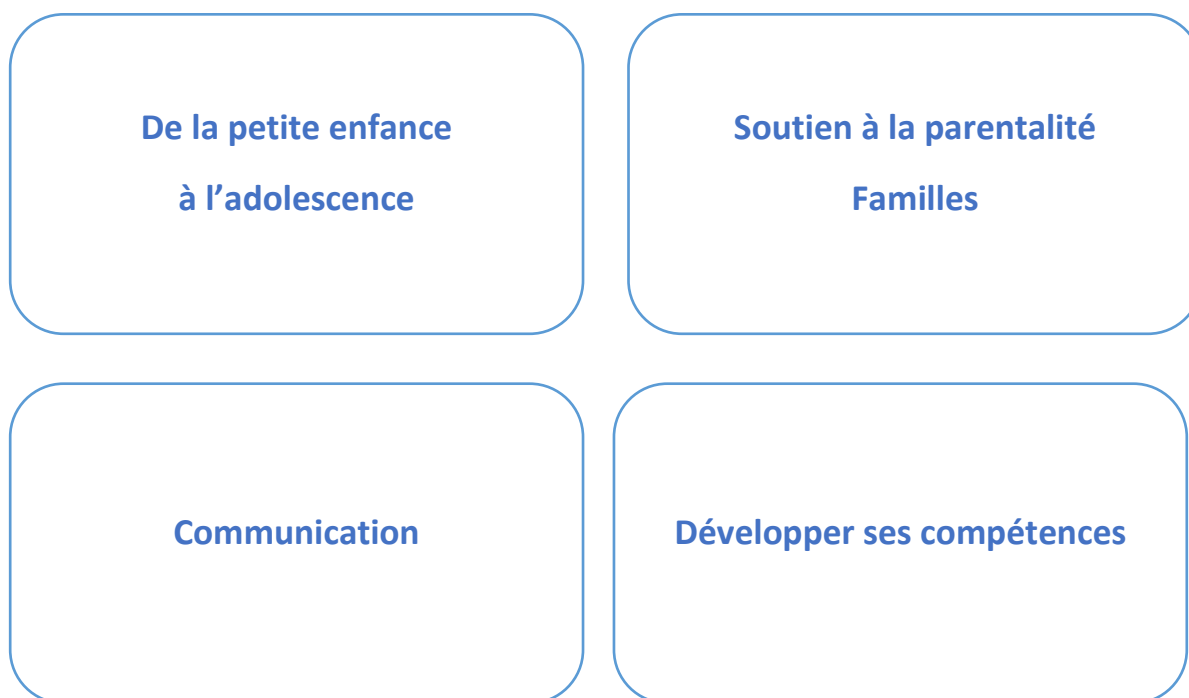 De la petite enfance
à l’adolescence
Soutien à la parentalité
Familles
Communication
Développer ses compétences